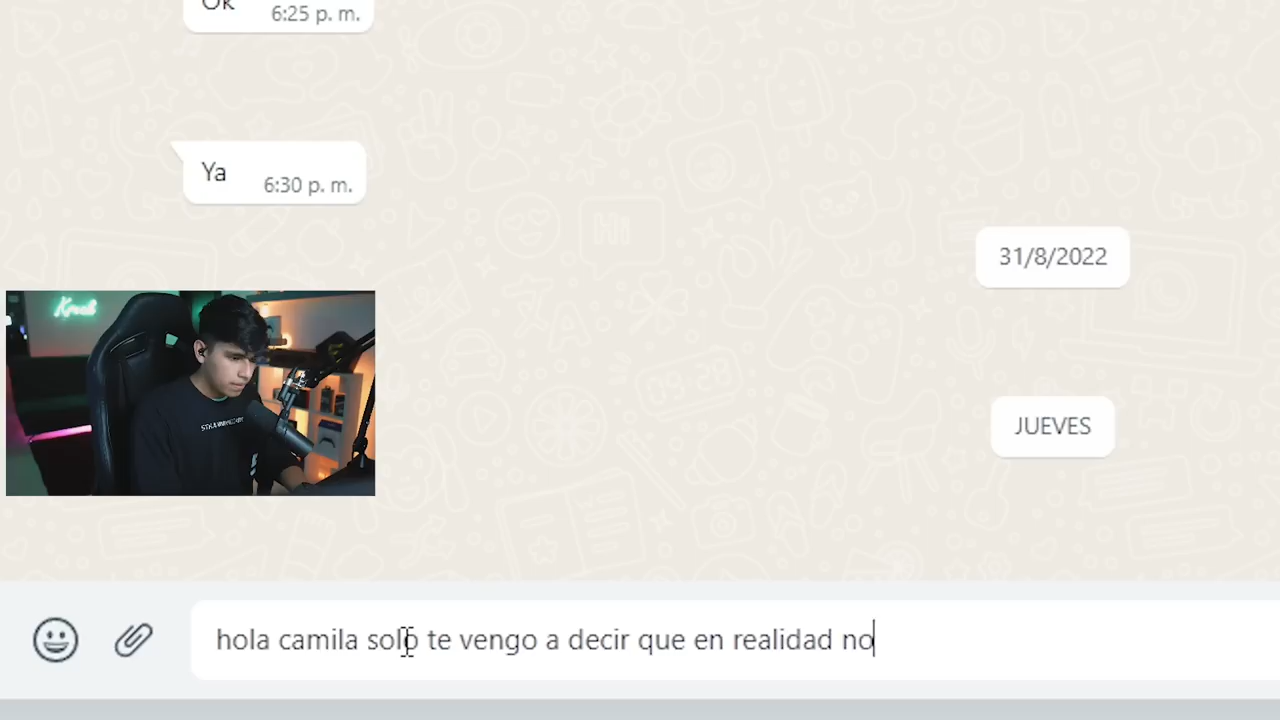 Ok
6:25 p. m.
Ya
6:30 p. m.
31/8/2022
Hi
JUEVES
hola camila solo te vengo a decir que en realidad no